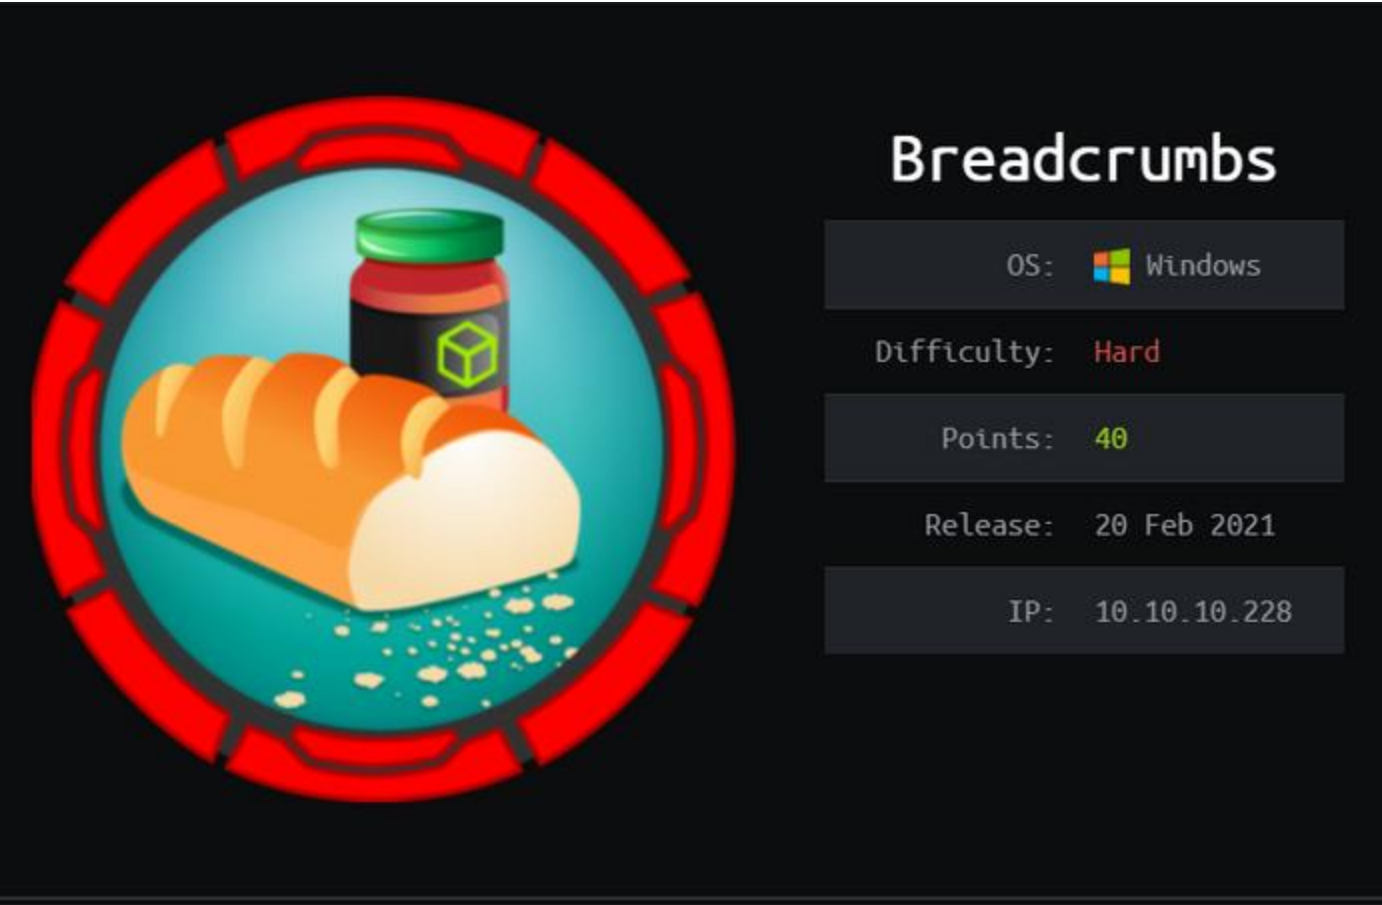 Breadcrumbs
OS: Windows
Difficulty: Hard
Points: 40
Release: 20 Feb 2021
IP: 10.10.10.228